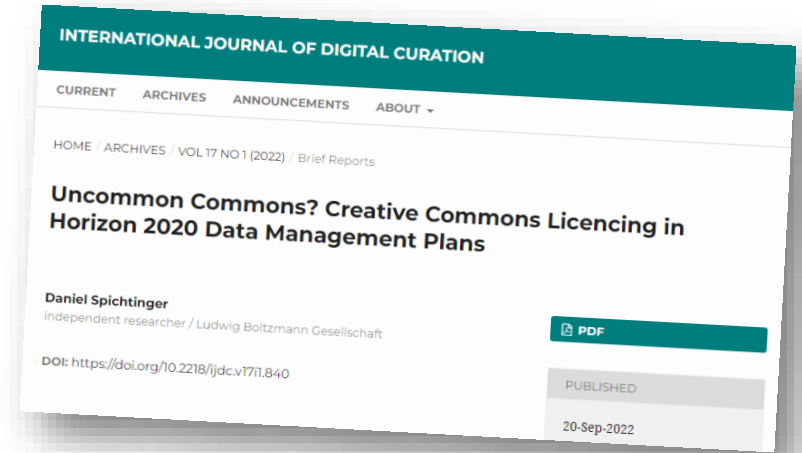 INTERNATIONAL JOURNAL OF DIGITAL CURATION
CURRENT ARCHIVES ANNOUNCEMENTS ABOUT
HOME / ARCHIVES / VOL 17 NO 1 (2022) / Brief Reports
Uncommon Commons? Creative Commons Licencing in
Horizon 2020 Data Management Plans
Daniel Spichtinger
independent researcher / Ludwig Boltzmann Gesellschaft
PDF
DOI: https://doi.org/10.2218/ijdc.v17i1.840
PUBLISHED
20-Sep-2022